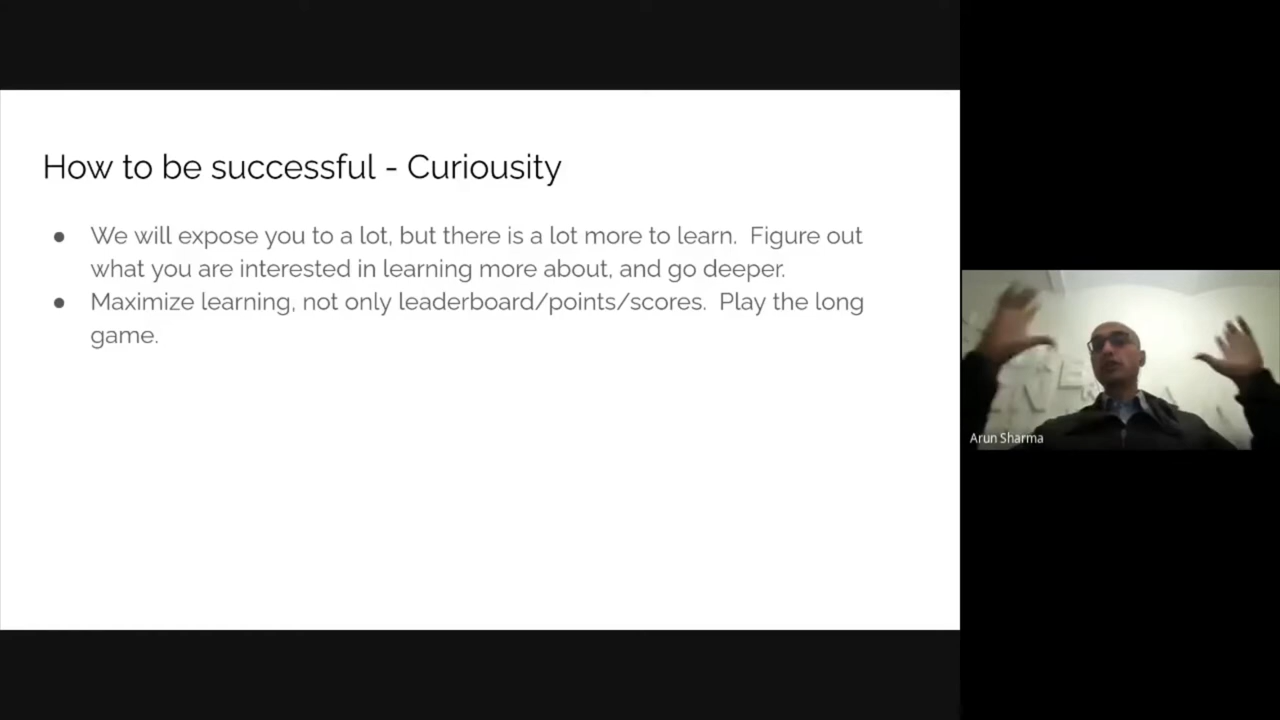 How to be successful - Curiousity
● We will expose you to a lot, but there is a lot more to learn.  Figure out
what you are interested in learning more about, and go deeper.
● Maximize learning, not only leaderboard/points/scores.  Play the long
game.
Arun Sharma